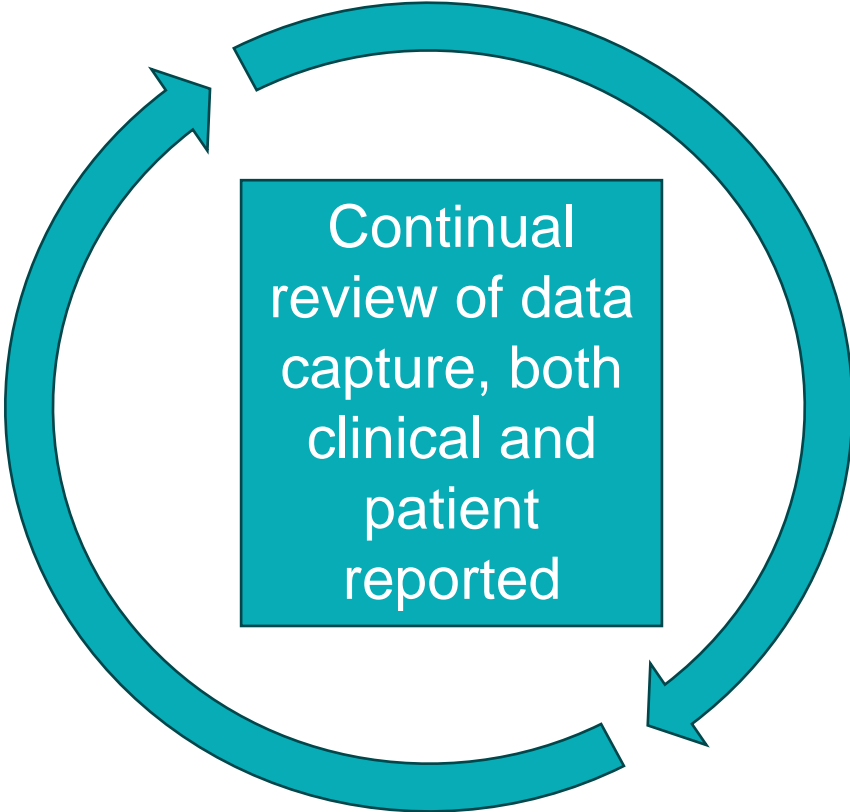 Continual
review of data
capture, both
clinical and
patient
reported